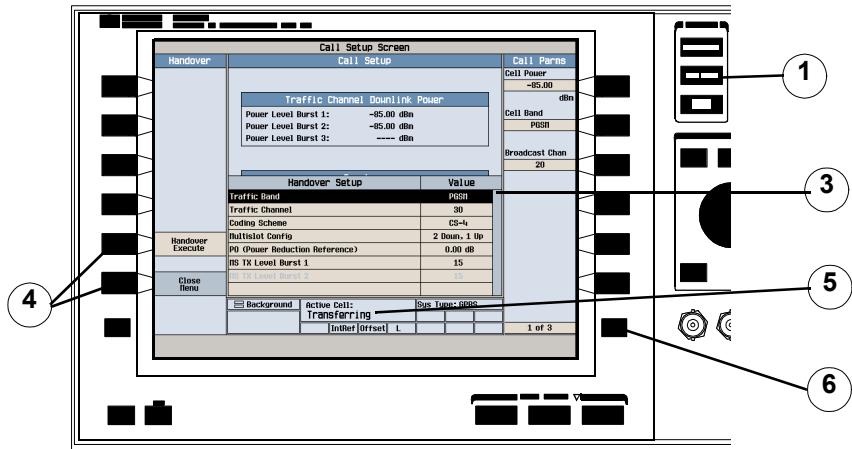 Call Setup Screen
Handover
Call Setup
Call Parms
Cell Power
-85.00
dBm
Cell Band
PGSM
Broadcast Chan
20
Traffic Channel Downlink Power
Power Level Burst 1: -85.00 dBm
Power Level Burst 2: -85.00 dBm
Power Level Burst 3: ---- dBm
Handover Setup Value
Traffic Band PGSM
Traffic Channel 30
Coding Scheme CS-4
Multislot Config 2 Down, 1 Up
P0 (Power Reduction Reference) 0.00 dB
MS TX Level Burst 1 15
MS TX Level Burst 2 15
Handover
Execute
Close
Menu
Background
Active Cell:
Transferring
Sys Type: GPRS
IntRef Offset L
1 of 3
1
3
4
5
6